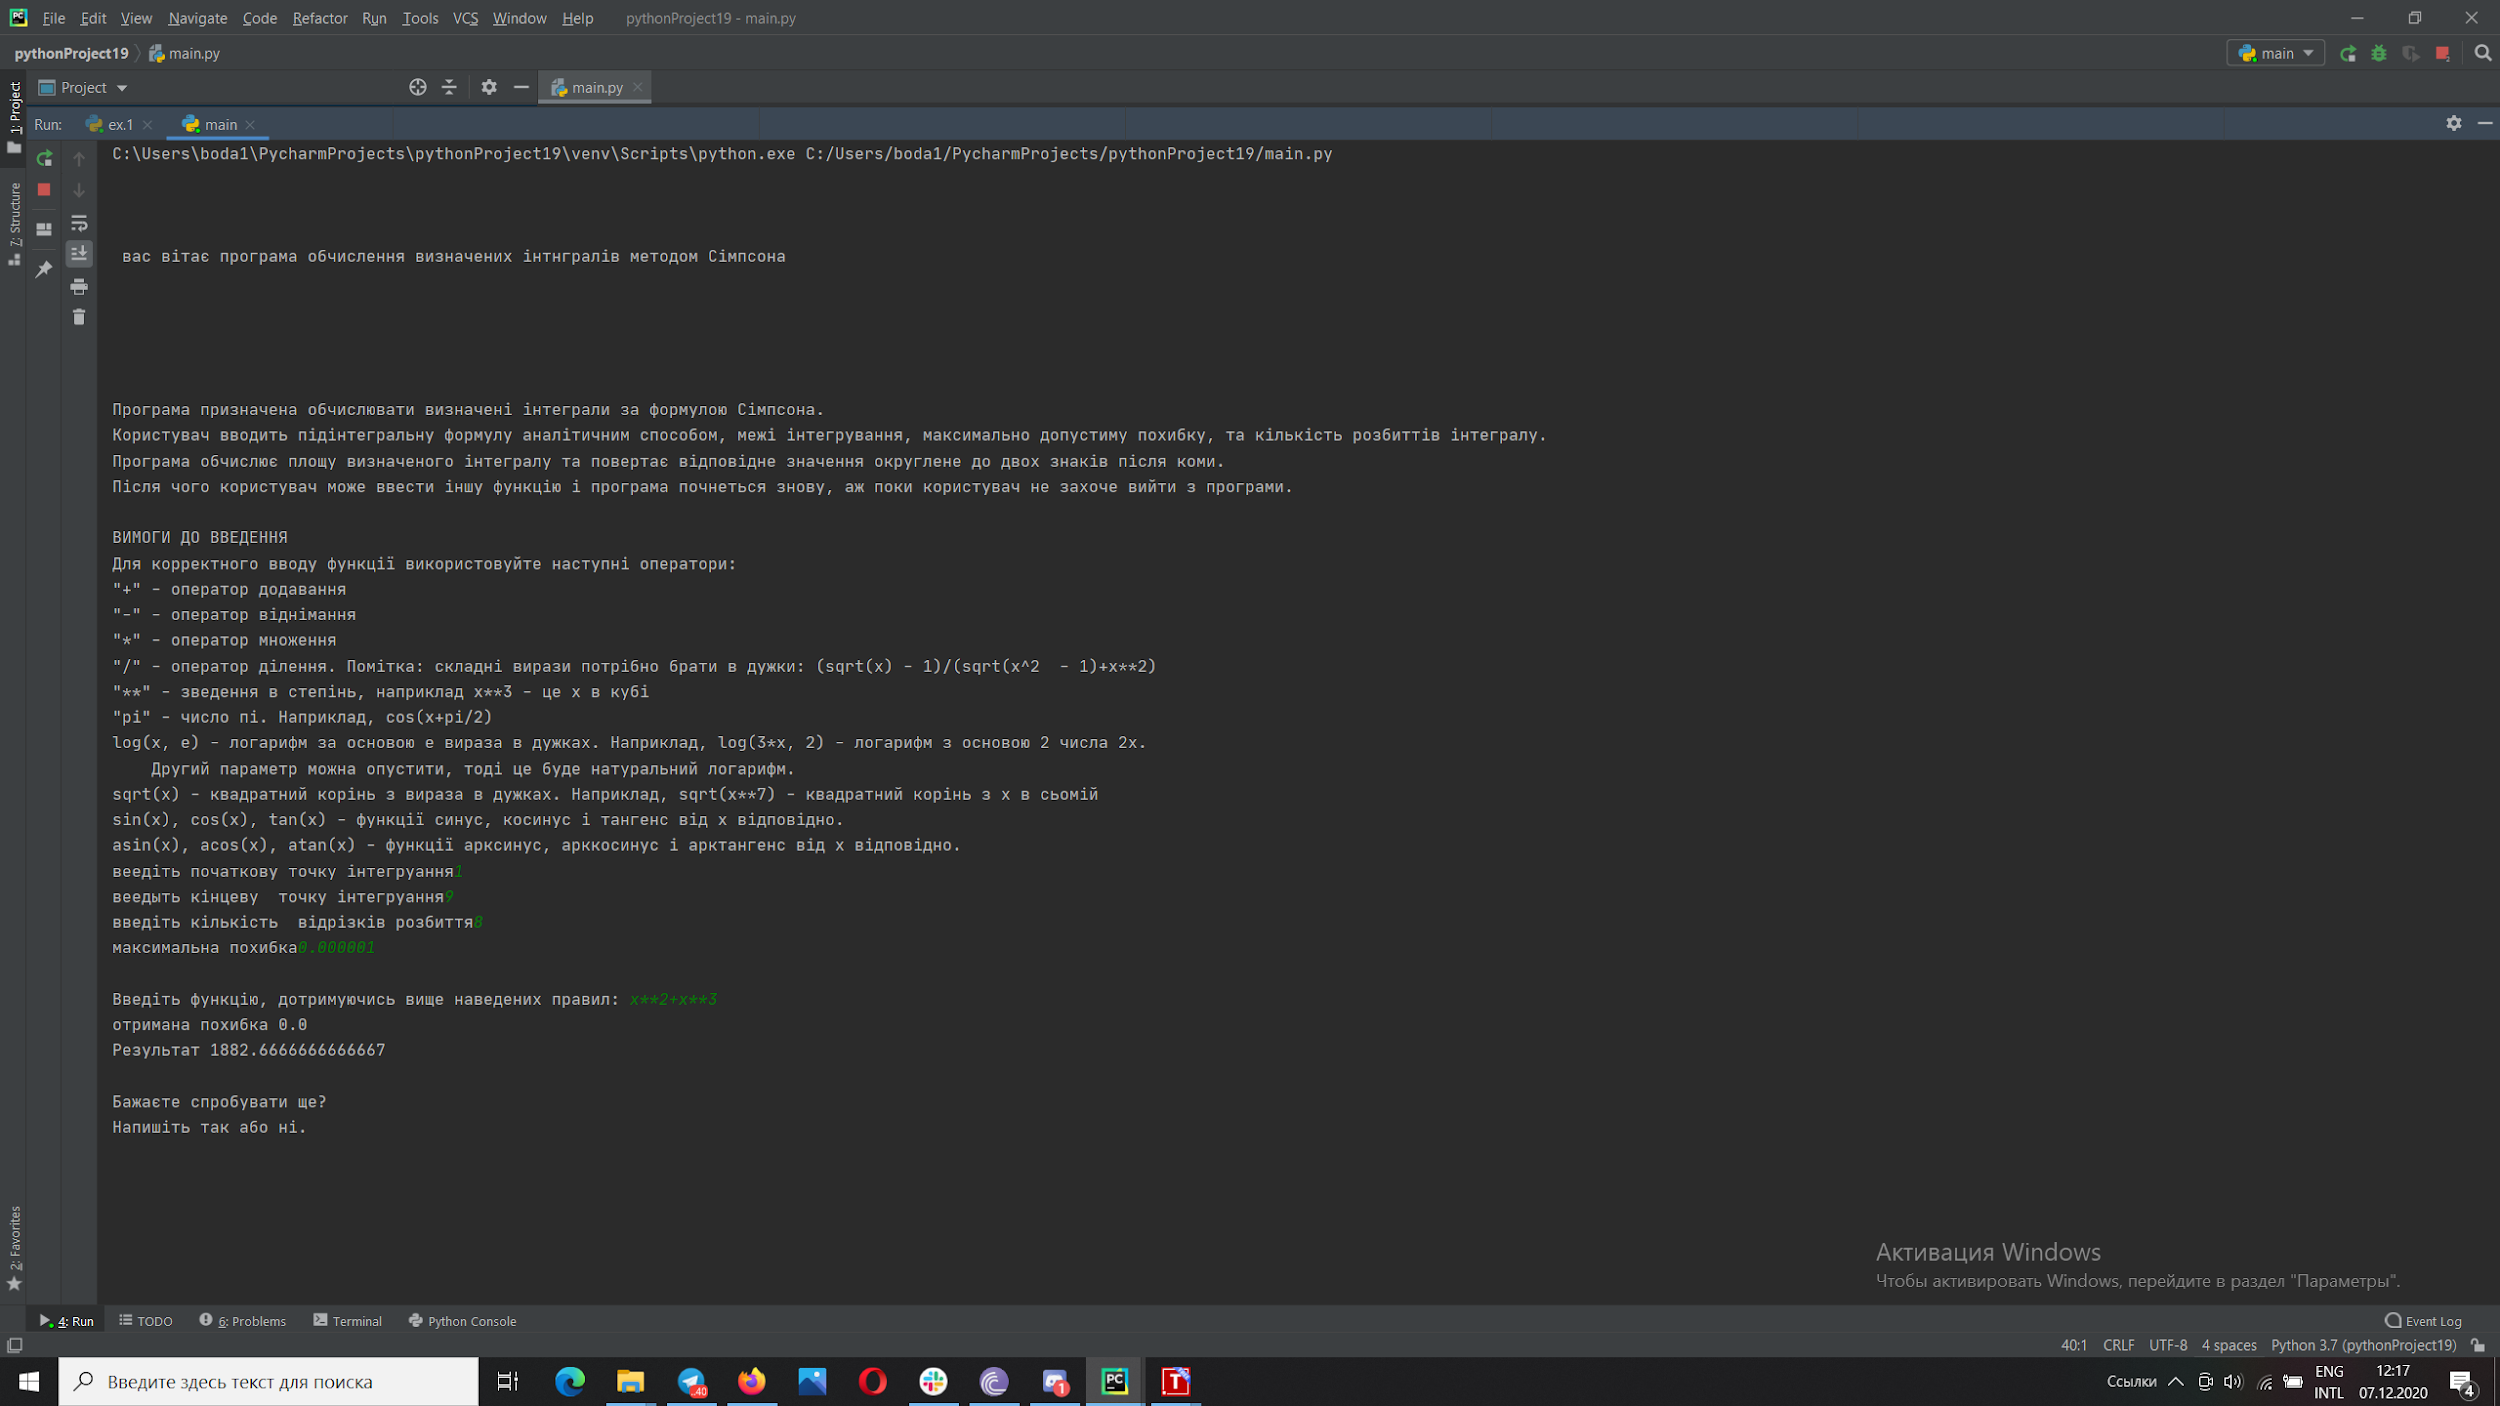 File Edit View Navigate Code Refactor Run Tools VCS Window Help pythonProject19 - main.py
pythonProject19 main.py main
1: Project Project main.py
Run: ex.1 main
7: Structure
C:\Users\boda1\PycharmProjects\pythonProject19\venv\Scripts\python.exe C:/Users/boda1/PycharmProjects/pythonProject19/main.py
вас вітає програма обчислення визначених інтнгралів методом Сімпсона
Програма призначена обчислювати визначені інтеграли за формулою Сімпсона.
Користувач вводить підінтегральну формулу аналітичним способом, межі інтегрування, максимально допустиму похибку, та кількість розбиттів інтегралу.
Програма обчислює площу визначеного інтегралу та повертає відповідне значення округлене до двох знаків після коми.
Після чого користувач може ввести іншу функцію і програма почнеться знову, аж поки користувач не захоче вийти з програми.
ВИМОГИ ДО ВВЕДЕННЯ
Для корректного вводу функції використовуйте наступні оператори:
"+" - оператор додавання
"-" - оператор віднімання
"*" - оператор множення
"/" - оператор ділення. Помітка: складні вирази потрібно брати в дужки: (sqrt(x) - 1)/(sqrt(x^2  - 1)+x**2)
"**" - зведення в степінь, наприклад x**3 - це x в кубі
"pi" - число пі. Наприклад, cos(x+pi/2)
log(x, e) - логарифм за основою e вираза в дужках. Наприклад, log(3*x, 2) - логарифм з основою 2 числа 2x.
Другий параметр можна опустити, тоді це буде натуральний логарифм.
sqrt(x) - квадратний корінь з вираза в дужках. Наприклад, sqrt(x**7) - квадратний корінь з x в сьомій
sin(x), cos(x), tan(x) - функції синус, косинус і тангенс від x відповідно.
asin(x), acos(x), atan(x) - функції арксинус, арккосинус і арктангенс від x відповідно.
веедіть початкову точку інтегруання1
веедыть кінцеву  точку інтегруання9
введіть кількість  відрізків розбиття8
максимальна похибка0.000001
Введіть функцію, дотримуючись вище наведених правил: x**2+x**3
отримана похибка 0.0
Результат 1882.6666666666667
Бажаєте спробувати ще?
Напишіть так або ні.
2: Favorites
Активация Windows
Чтобы активировать Windows, перейдите в раздел "Параметры".
4: Run TODO 6: Problems Terminal Python Console Event Log
40:1 CRLF UTF-8 4 spaces Python 3.7 (pythonProject19)
Введите здесь текст для поиска 40 1 PC T Ссылки ENG 12:17
INTL 07.12.2020 4